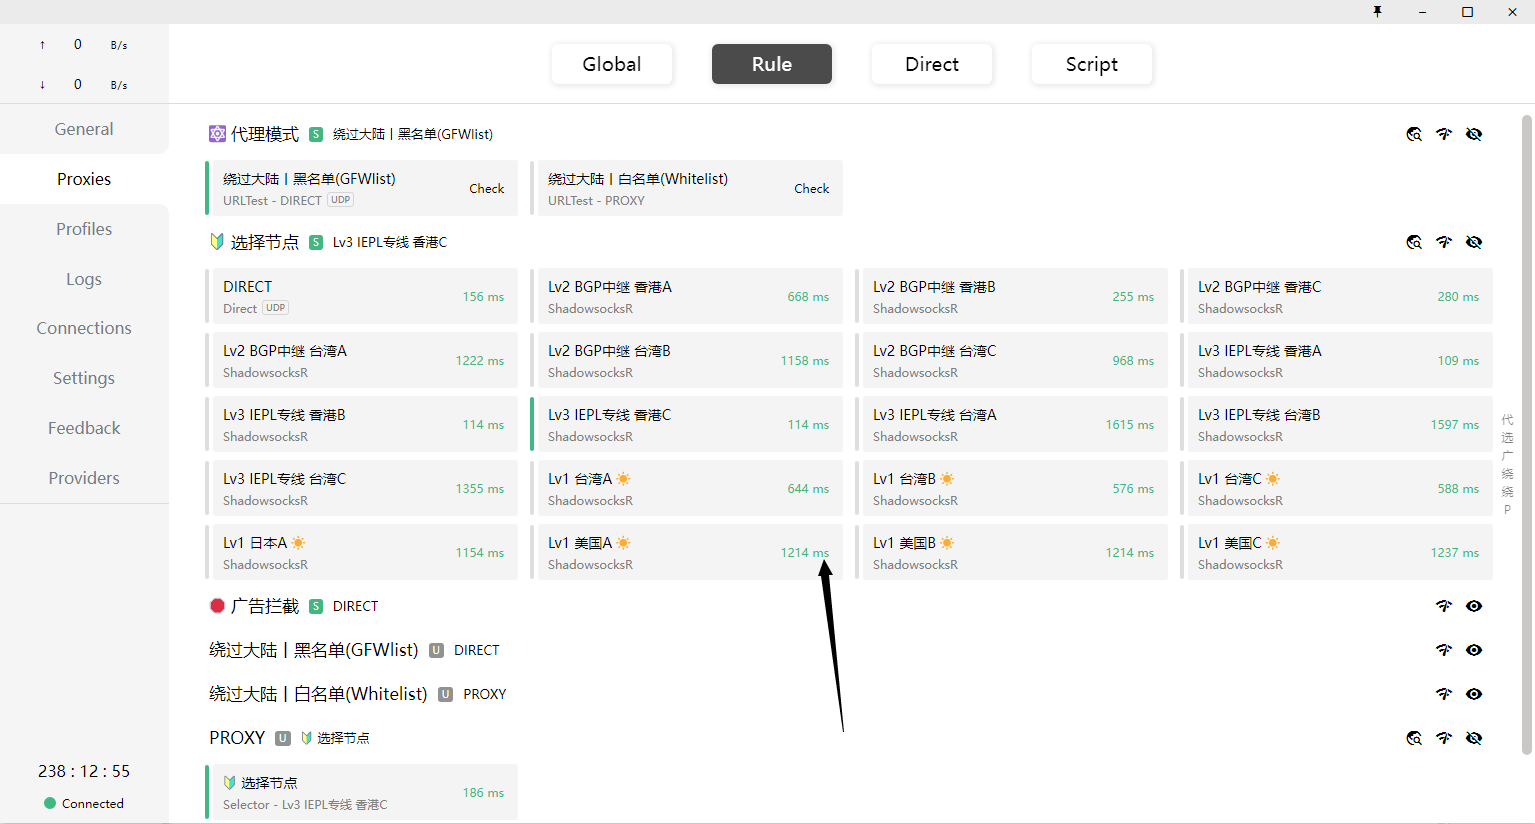 ↑ 0 B/s
↓ 0 B/s
General
Proxies
Profiles
Logs
Connections
Settings
Feedback
Providers
238 : 12 : 55
Connected
Global
Rule
Direct
Script
代理模式 S 绕过大陆丨黑名单(GFWlist)
绕过大陆丨黑名单(GFWlist)
URLTest - DIRECT UDP
Check
绕过大陆丨白名单(Whitelist)
URLTest - PROXY
Check
选择节点 S Lv3 IEPL专线 香港C
DIRECT
Direct UDP
156 ms
Lv2 BGP中继 香港A
ShadowsocksR
668 ms
Lv2 BGP中继 香港B
ShadowsocksR
255 ms
Lv2 BGP中继 香港C
ShadowsocksR
280 ms
Lv2 BGP中继 台湾A
ShadowsocksR
1222 ms
Lv2 BGP中继 台湾B
ShadowsocksR
1158 ms
Lv2 BGP中继 台湾C
ShadowsocksR
968 ms
Lv3 IEPL专线 香港A
ShadowsocksR
109 ms
Lv3 IEPL专线 香港B
ShadowsocksR
114 ms
Lv3 IEPL专线 香港C
ShadowsocksR
114 ms
Lv3 IEPL专线 台湾A
ShadowsocksR
1615 ms
Lv3 IEPL专线 台湾B
ShadowsocksR
1597 ms
Lv3 IEPL专线 台湾C
ShadowsocksR
1355 ms
Lv1 台湾A
ShadowsocksR
644 ms
Lv1 台湾B
ShadowsocksR
576 ms
Lv1 台湾C
ShadowsocksR
588 ms
Lv1 日本A
ShadowsocksR
1154 ms
Lv1 美国A
ShadowsocksR
1214 ms
Lv1 美国B
ShadowsocksR
1214 ms
Lv1 美国C
ShadowsocksR
1237 ms
广告拦截 S DIRECT
绕过大陆丨黑名单(GFWlist) U DIRECT
绕过大陆丨白名单(Whitelist) U PROXY
PROXY U 选择节点
选择节点
Selector - Lv3 IEPL专线 香港C
186 ms
代
选
广
绕
绕
P